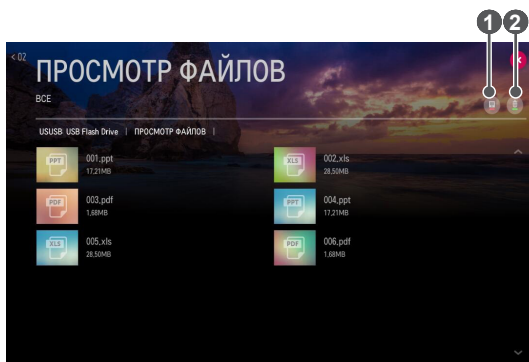 1 2
< 02
ПРОСМОТР ФАЙЛОВ
ВСЕ
USUSB USB Flash Drive | ПРОСМОТР ФАЙЛОВ |
PPT 001.ppt
17,21MB
XLS 002.xls
28,50MB
PDF 003.pdf
1,68MB
PPT 004.ppt
17,21MB
XLS 005.xls
28,50MB
PDF 006.pdf
1,68MB